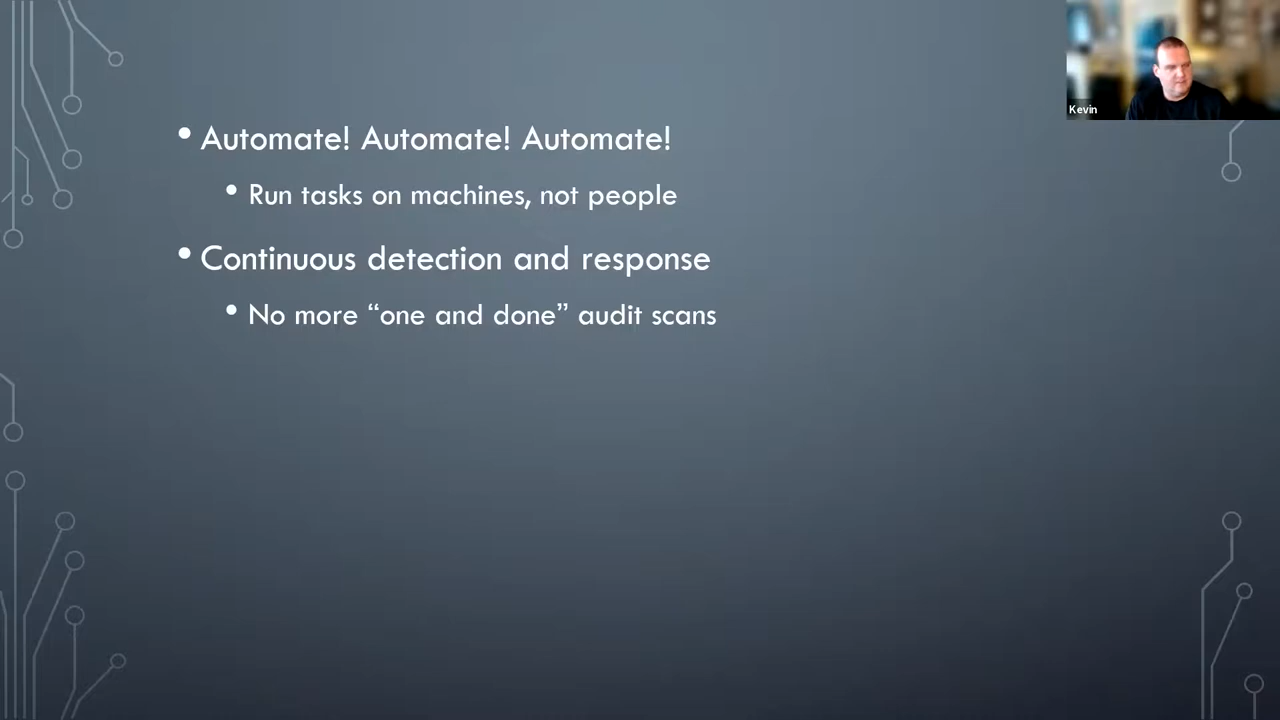 • Automate! Automate! Automate!
• Run tasks on machines, not people
• Continuous detection and response
• No more “one and done” audit scans
Kevin